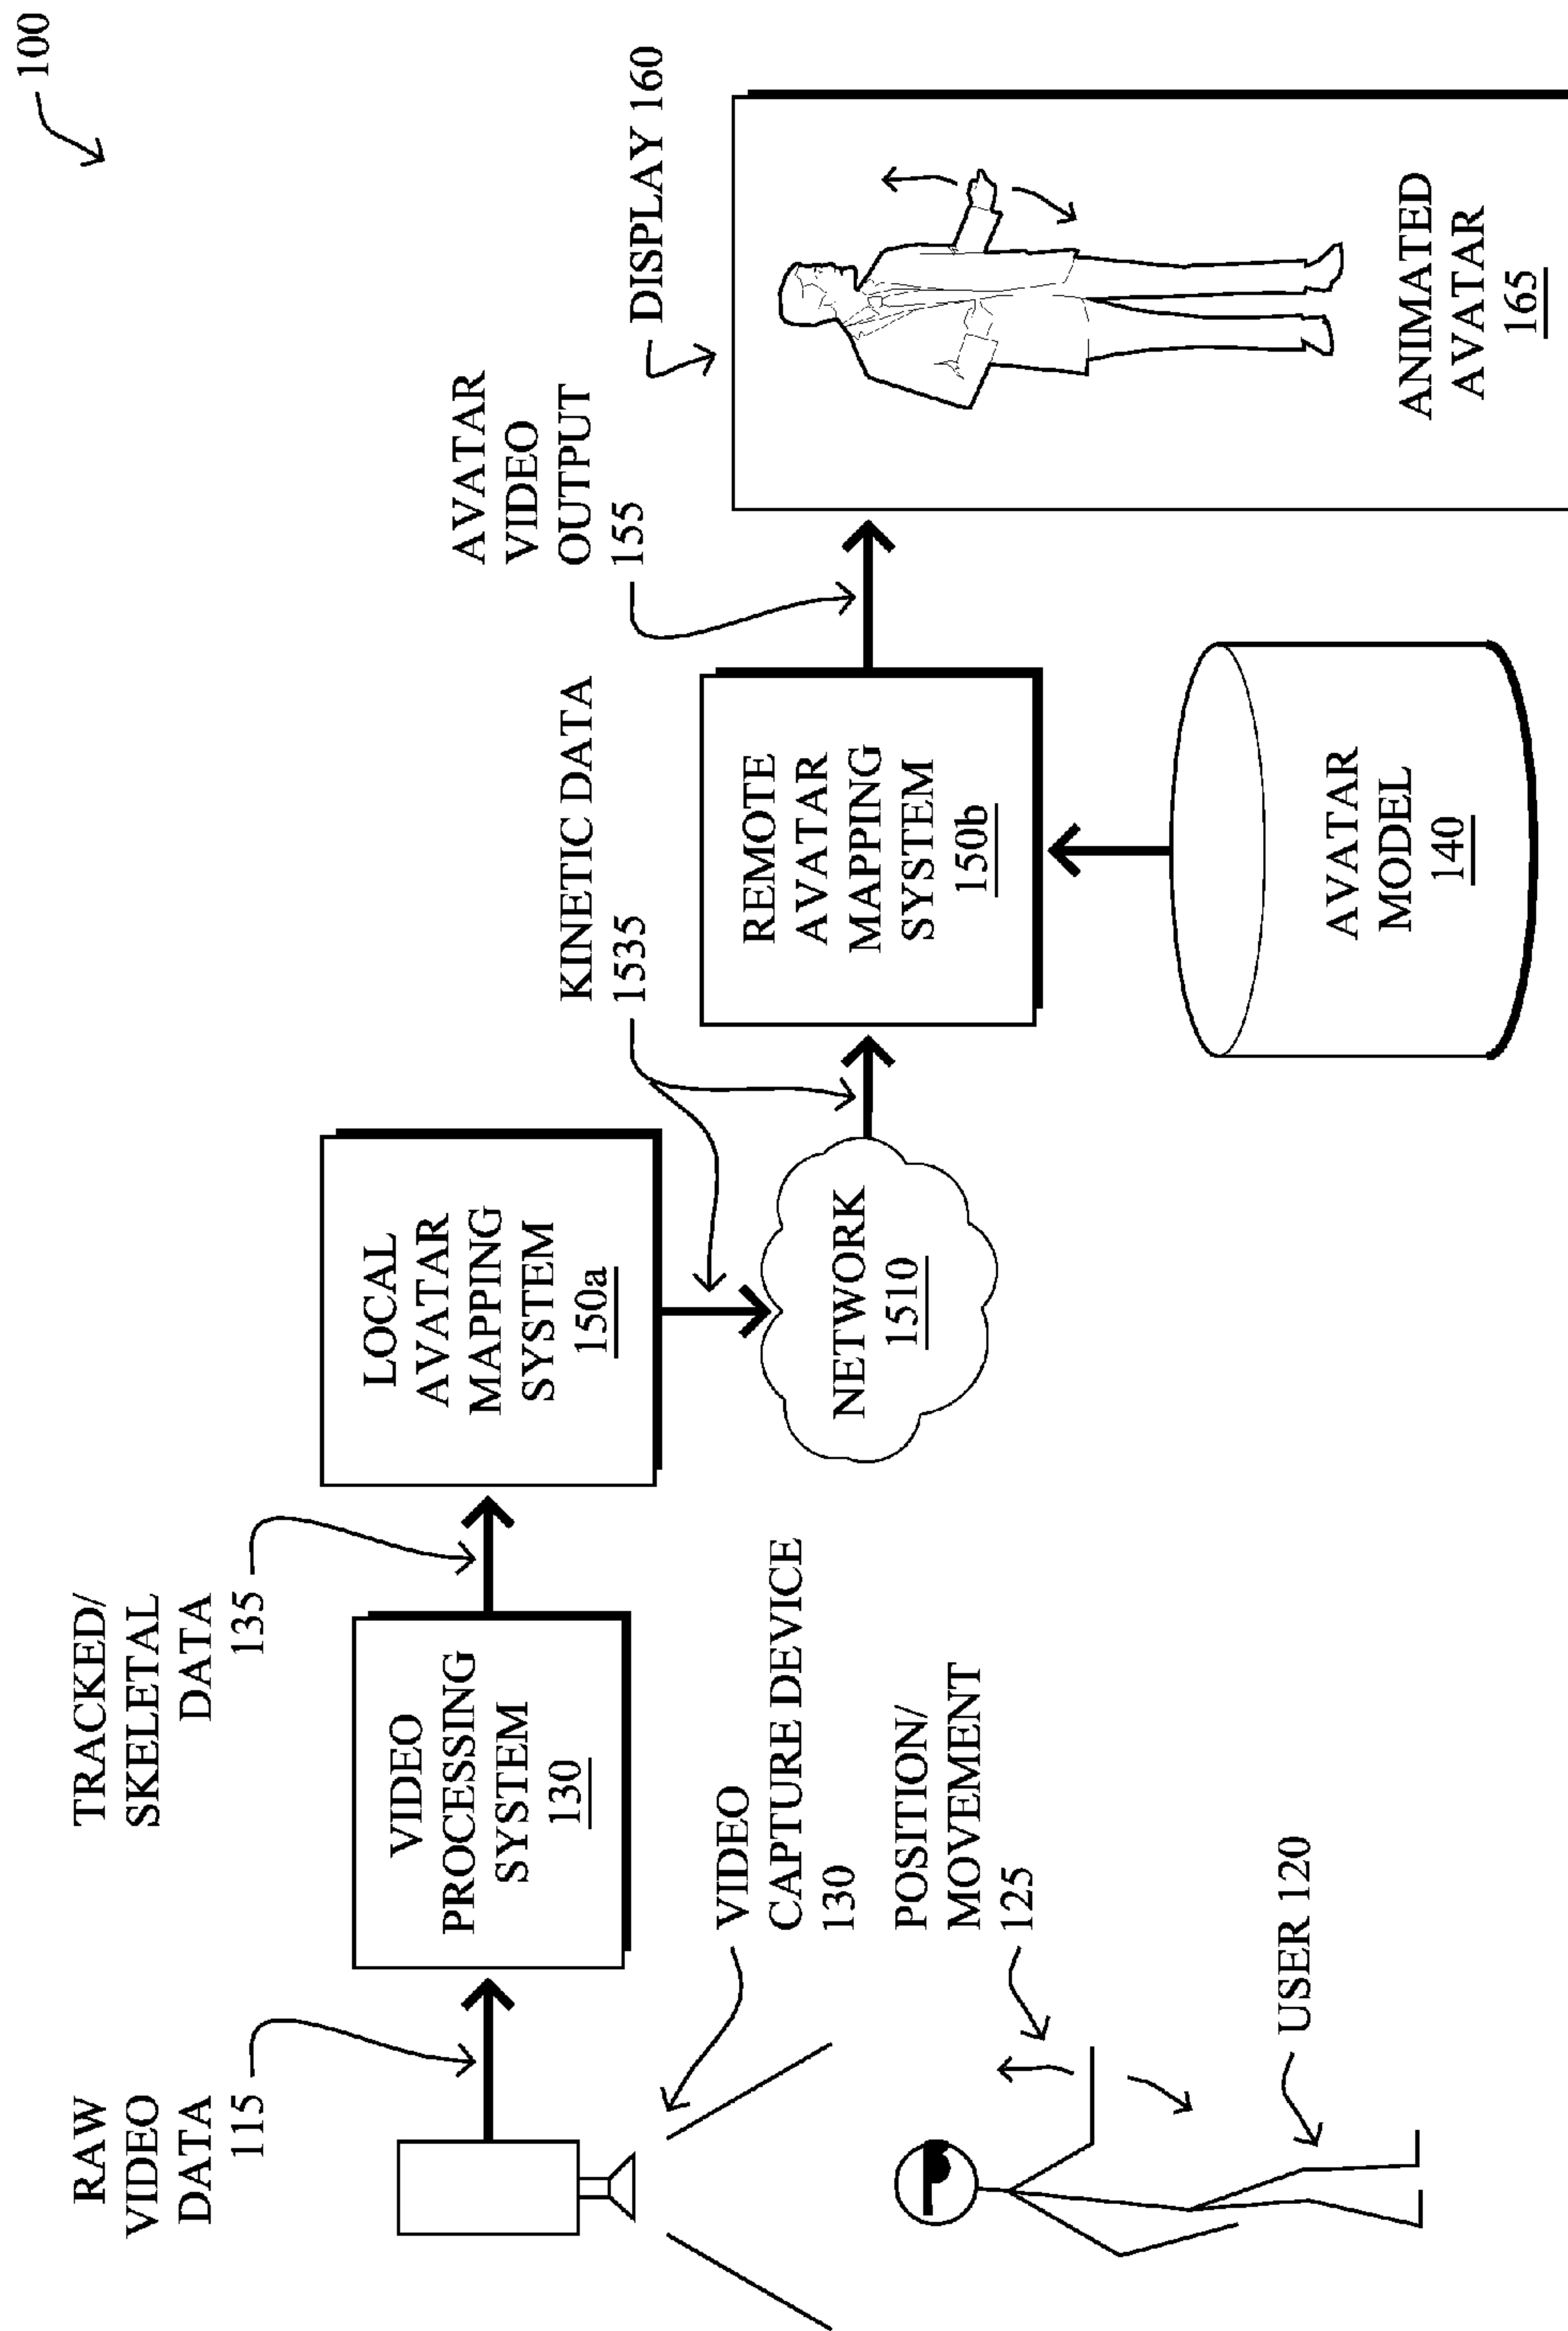 100
RAW
VIDEO
DATA
115
TRACKED/
SKELETAL
DATA
135
VIDEO
PROCESSING
SYSTEM
130
LOCAL
AVATAR
MAPPING
SYSTEM
150a
VIDEO
CAPTURE DEVICE
130
POSITION/
MOVEMENT
125
USER 120
NETWORK
1510
KINETIC DATA
1535
REMOTE
AVATAR
MAPPING
SYSTEM
150b
AVATAR
MODEL
140
AVATAR
VIDEO
OUTPUT
155
DISPLAY 160
ANIMATED
AVATAR
165